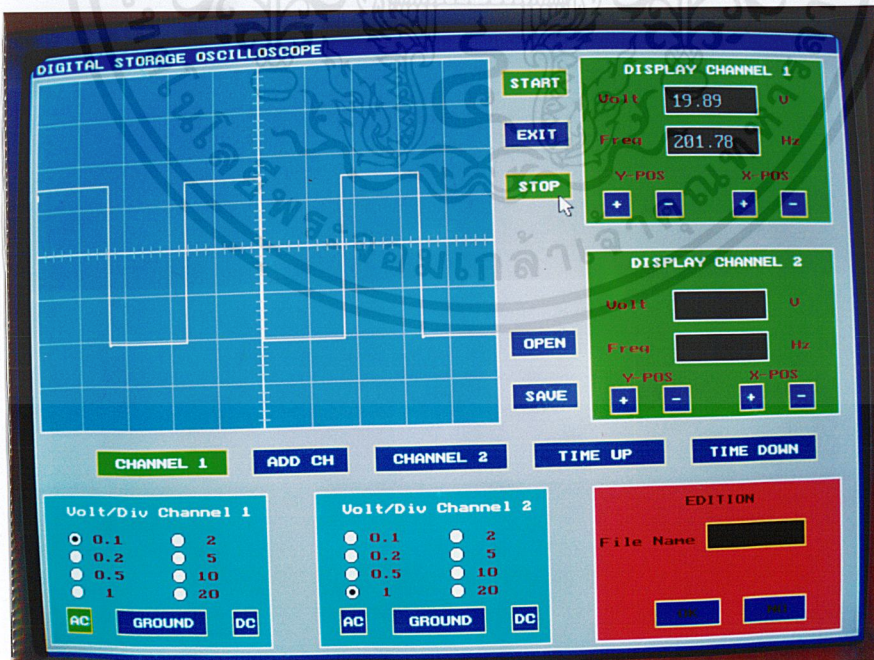 DIGITAL STORAGE OSCILLOSCOPE
START
EXIT
STOP
OPEN
SAVE
DISPLAY CHANNEL 1
Volt 19.89 V
Freq 201.78 Hz
Y-POS X-POS
+ - + -
DISPLAY CHANNEL 2
Volt V
Freq Hz
Y-POS X-POS
+ - + -
CHANNEL 1 ADD CH CHANNEL 2 TIME UP TIME DOWN
Volt/Div Channel 1
0.1 2
0.2 5
0.5 10
1 20
AC GROUND DC
Volt/Div Channel 2
0.1 2
0.2 5
0.5 10
1 20
AC GROUND DC
EDITION
File Name